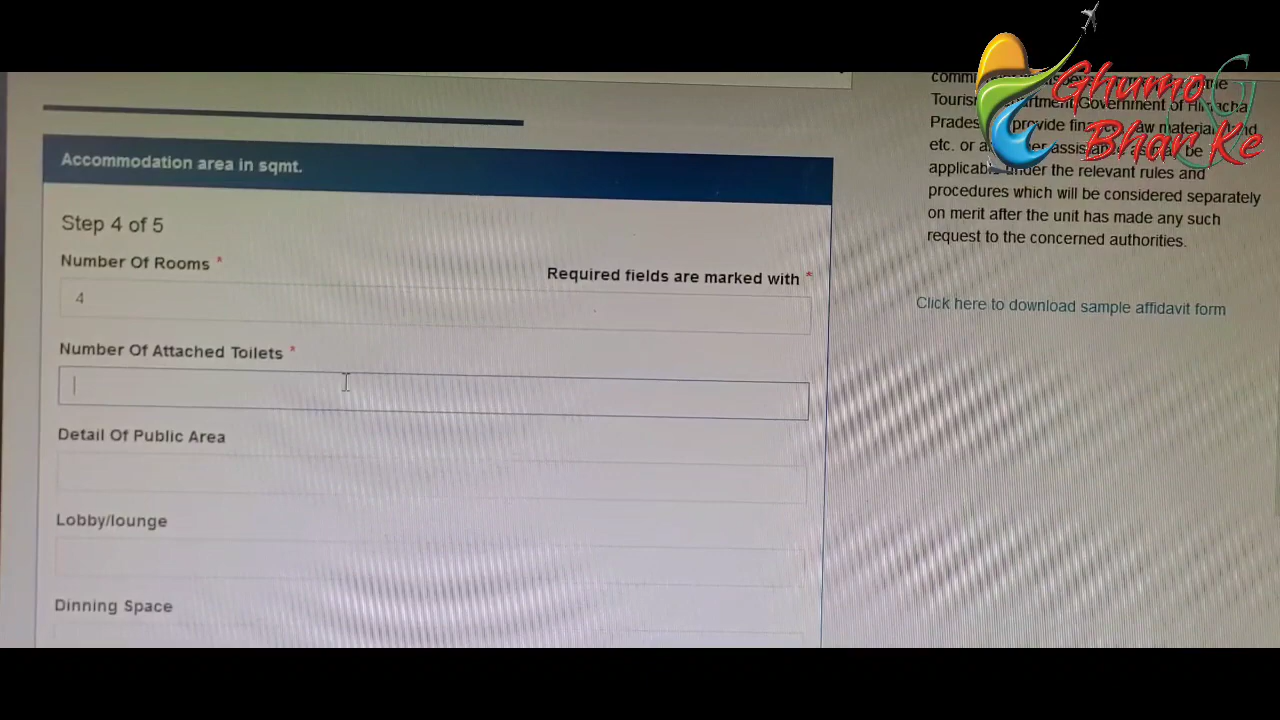 Ghumo
Bhar Ke
Accommodation area in sqmt.
Step 4 of 5
Required fields are marked with *
Number Of Rooms *
4
Number Of Attached Toilets *
Detail Of Public Area
Lobby/lounge
Dinning Space
Touris
Government of
Prades provide
etc. or
be
under the relevant rules and
procedures which will be considered separately
on merit after the unit has made any such
request to the concerned authorities.
Click here to download sample affidavit form